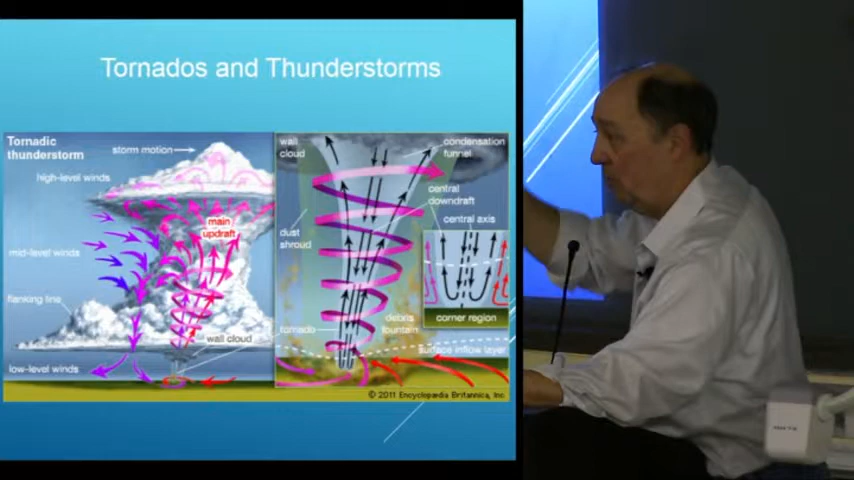 Tornados and Thunderstorms
Tornadic
thunderstorm
storm motion
high-level winds
main
updraft
mid-level winds
flanking line
wall cloud
low-level winds
wall
cloud
condensation
funnel
central
downdraft
central axis
dust
shroud
corner region
debris
fountain
tornado
surface inflow layer
© 2011 Encyclopædia Britannica, Inc.